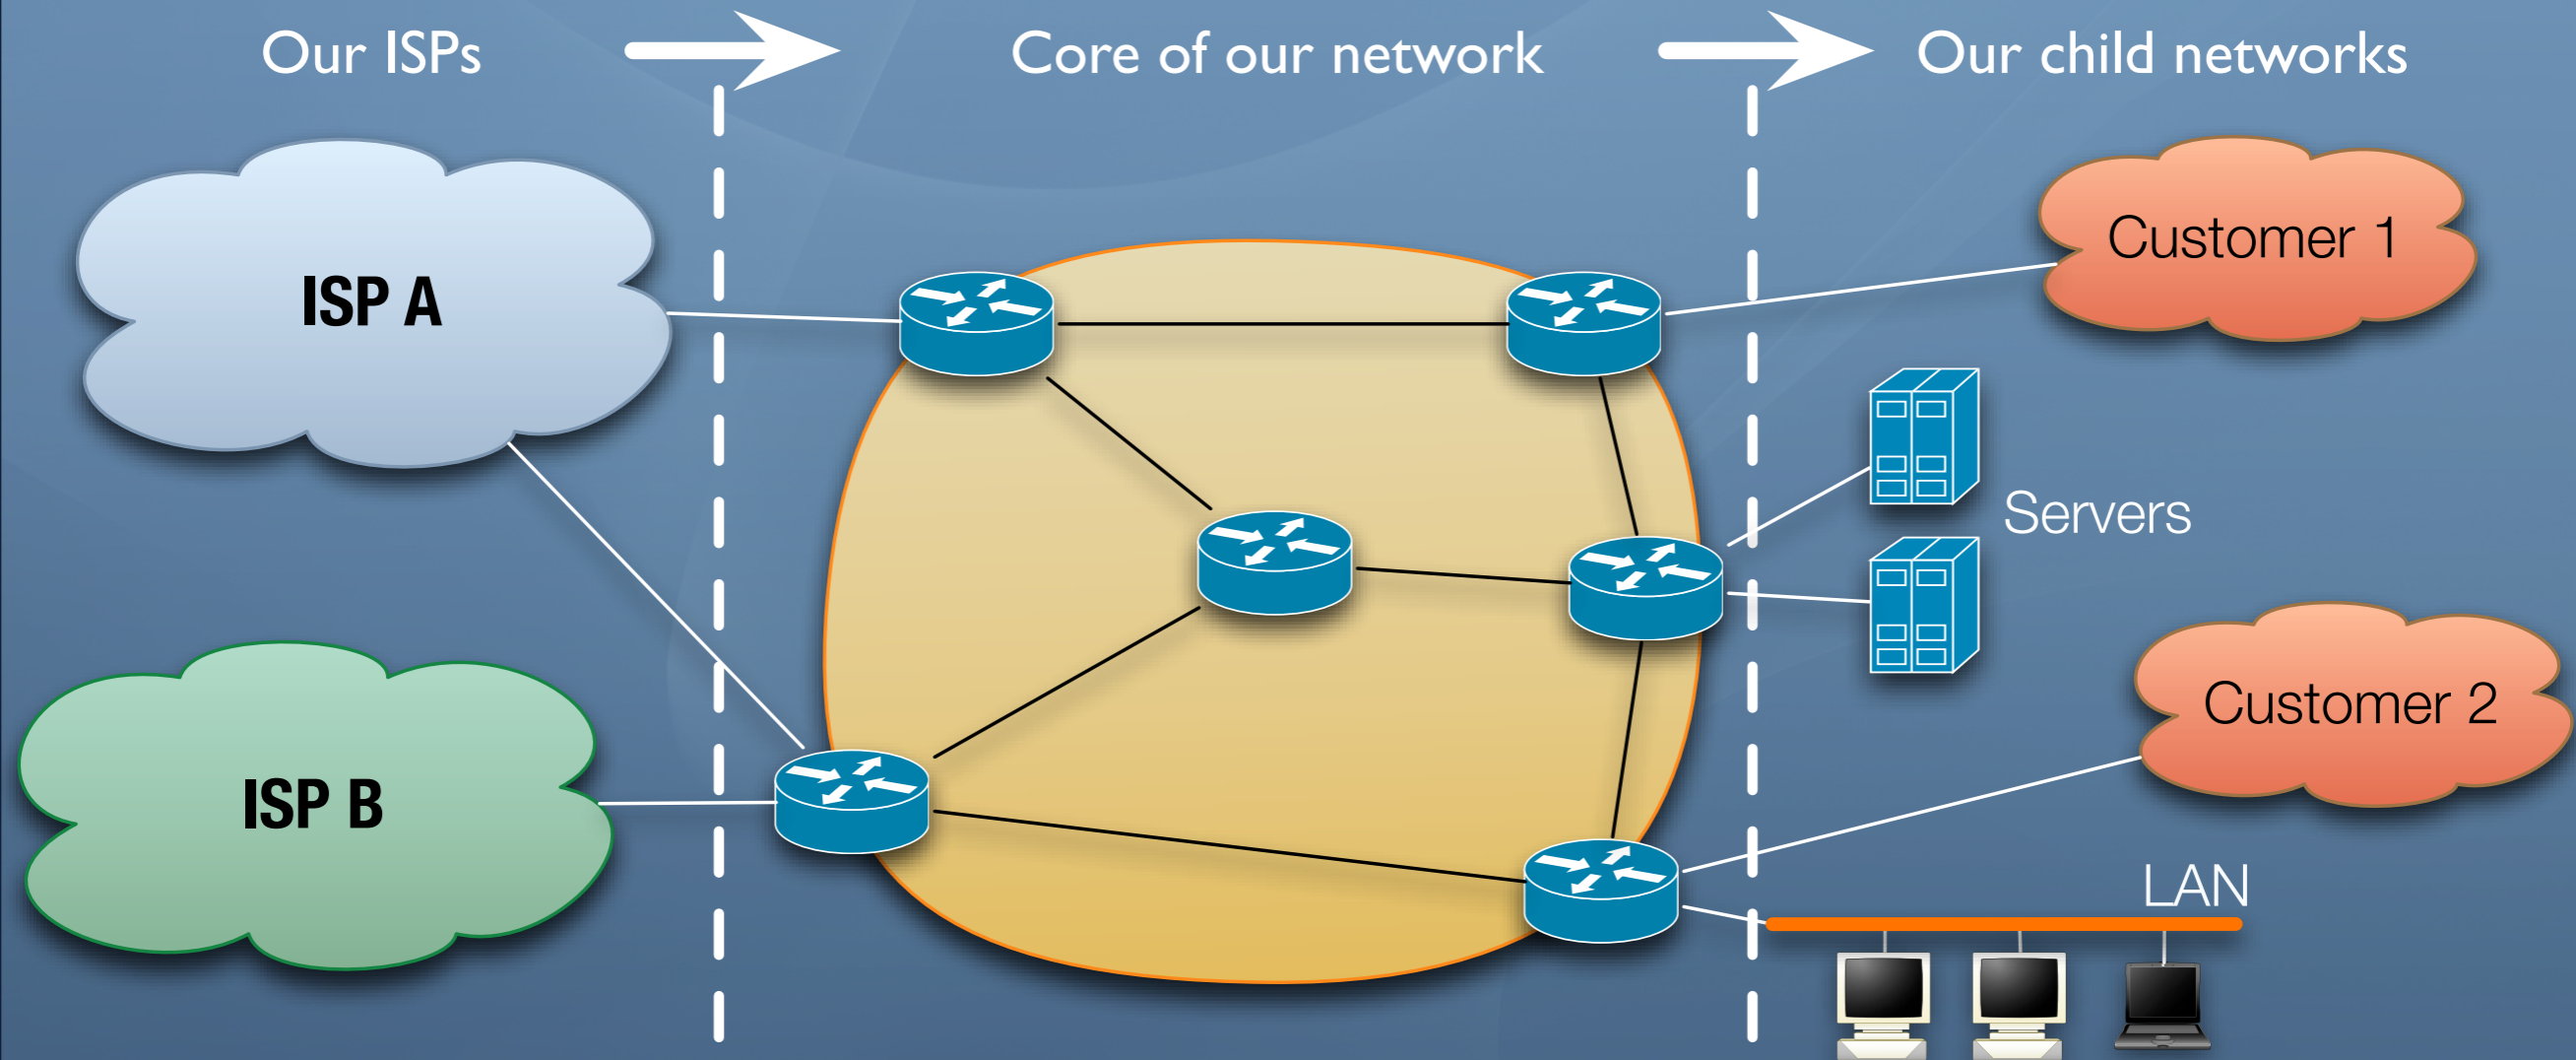 Our ISPs
Core of our network
Our child networks
ISP A
Customer 1
Servers
Customer 2
ISP B
LAN